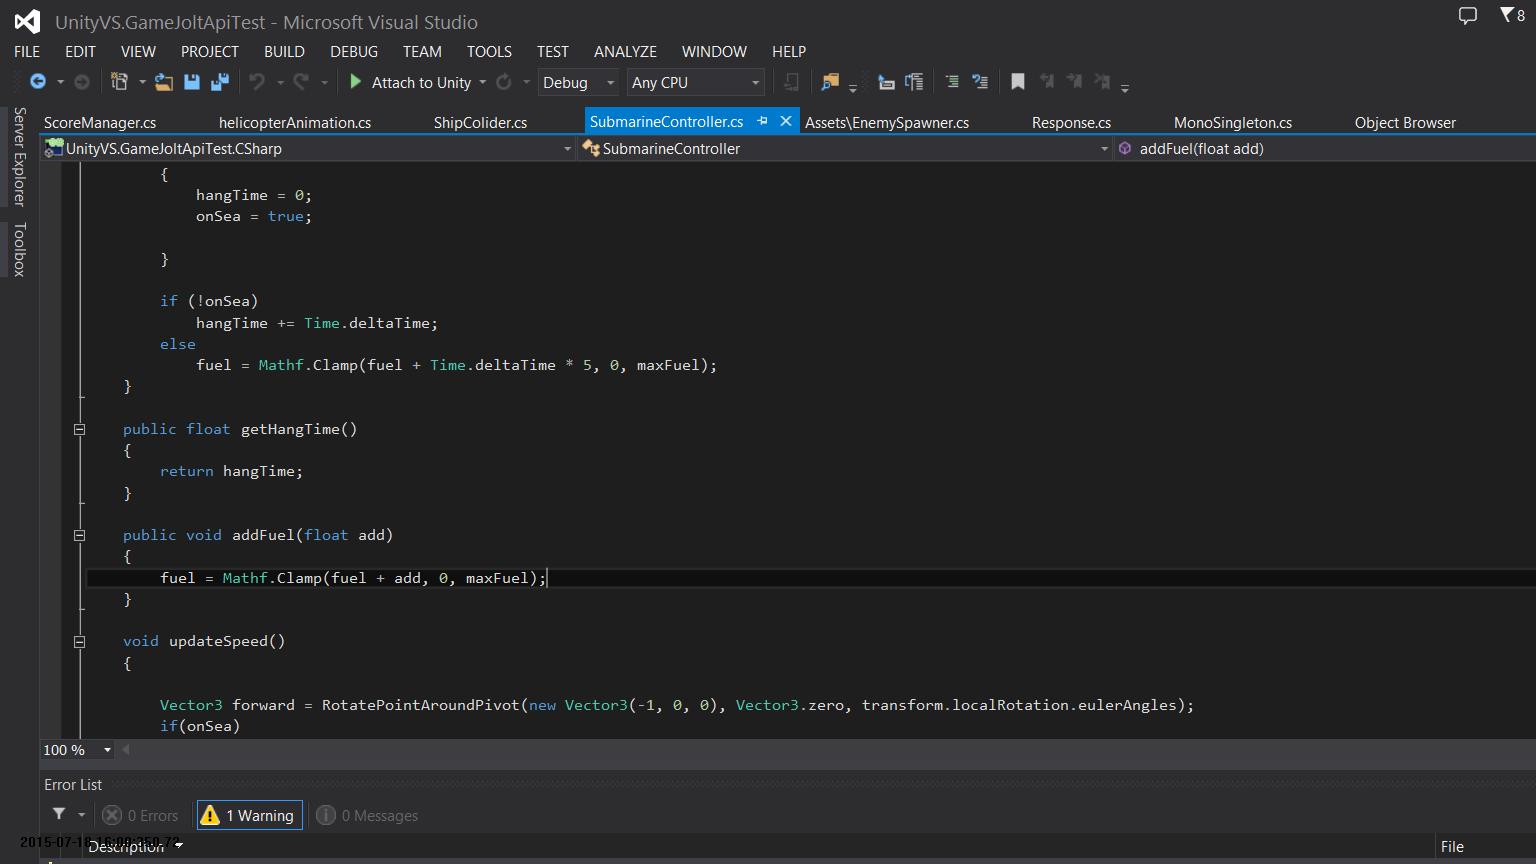 UnityVS.GameJoltApiTest - Microsoft Visual Studio
8
FILE EDIT VIEW PROJECT BUILD DEBUG TEAM TOOLS TEST ANALYZE WINDOW HELP
Attach to Unity Debug Any CPU
Server Explorer
Toolbox
ScoreManager.cs helicopterAnimation.cs ShipColider.cs SubmarineController.cs Assets\EnemySpawner.cs Response.cs MonoSingleton.cs Object Browser
UnityVS.GameJoltApiTest.CSharp SubmarineController addFuel(float add)
{
hangTime = 0;
onSea = true;
}
if (!onSea)
hangTime += Time.deltaTime;
else
fuel = Mathf.Clamp(fuel + Time.deltaTime * 5, 0, maxFuel);
}
public float getHangTime()
{
return hangTime;
}
public void addFuel(float add)
{
fuel = Mathf.Clamp(fuel + add, 0, maxFuel);
}
void updateSpeed()
{
Vector3 forward = RotatePointAroundPivot(new Vector3(-1, 0, 0), Vector3.zero, transform.localRotation.eulerAngles);
if(onSea)
100 %
Error List
0 Errors 1 Warning 0 Messages
Description File